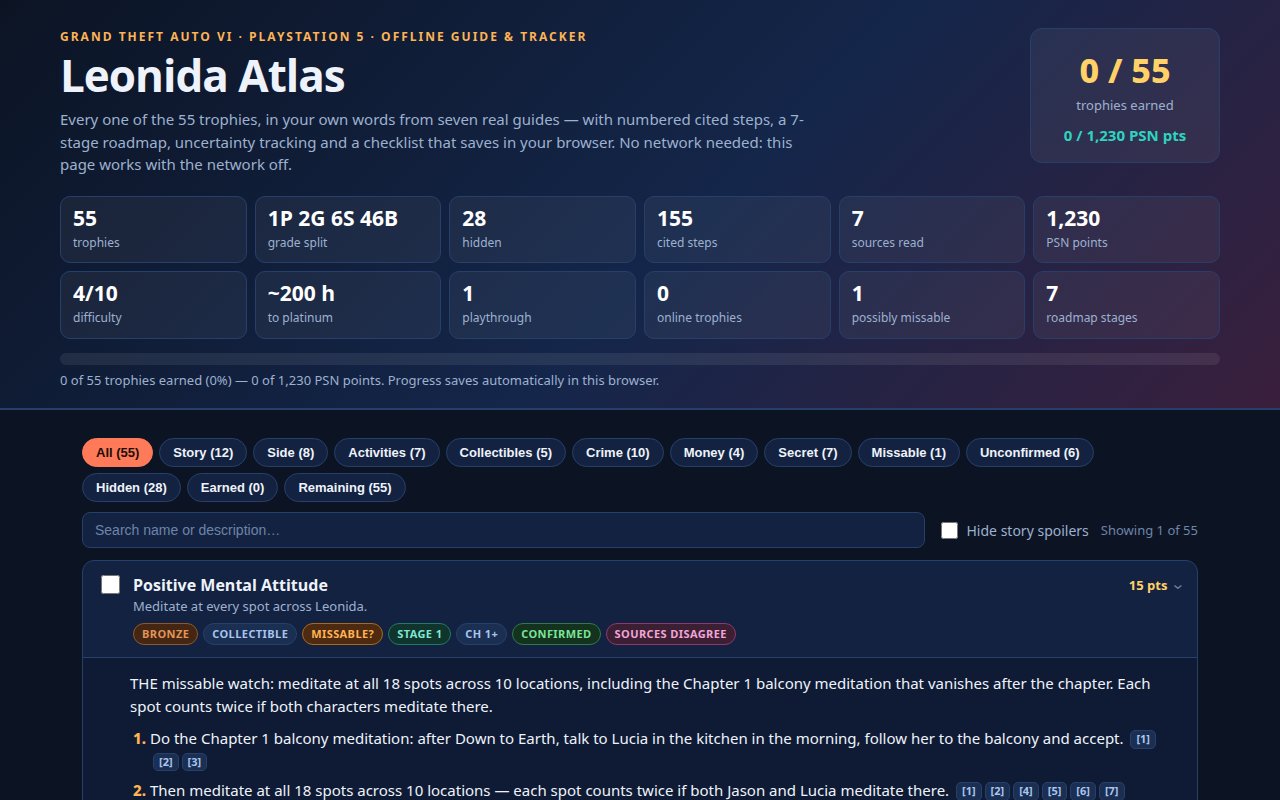 GRAND THEFT AUTO VI · PLAYSTATION 5 · OFFLINE GUIDE & TRACKER
Leonida Atlas
Every one of the 55 trophies, in your own words from seven real guides — with numbered cited steps, a 7-
stage roadmap, uncertainty tracking and a checklist that saves in your browser. No network needed: this
page works with the network off.
0 / 55
trophies earned
0 / 1,230 PSN pts
55
trophies
1P 2G 6S 46B
grade split
28
hidden
155
cited steps
7
sources read
1,230
PSN points
4/10
difficulty
~200 h
to platinum
1
playthrough
0
online trophies
1
possibly missable
7
roadmap stages
0 of 55 trophies earned (0%) — 0 of 1,230 PSN points. Progress saves automatically in this browser.
All (55) Story (12) Side (8) Activities (7) Collectibles (5) Crime (10) Money (4) Secret (7) Missable (1) Unconfirmed (6)
Hidden (28) Earned (0) Remaining (55)
Search name or description… Hide story spoilers Showing 1 of 55
Positive Mental Attitude 15 pts
Meditate at every spot across Leonida.
BRONZE COLLECTIBLE MISSABLE? STAGE 1 CH 1+ CONFIRMED SOURCES DISAGREE
THE missable watch: meditate at all 18 spots across 10 locations, including the Chapter 1 balcony meditation that vanishes after the chapter. Each
spot counts twice if both characters meditate there.
1. Do the Chapter 1 balcony meditation: after Down to Earth, talk to Lucia in the kitchen in the morning, follow her to the balcony and accept. [1]
[2] [3]
2. Then meditate at all 18 spots across 10 locations — each spot counts twice if both Jason and Lucia meditate there. [1] [2] [4] [5] [6] [7]